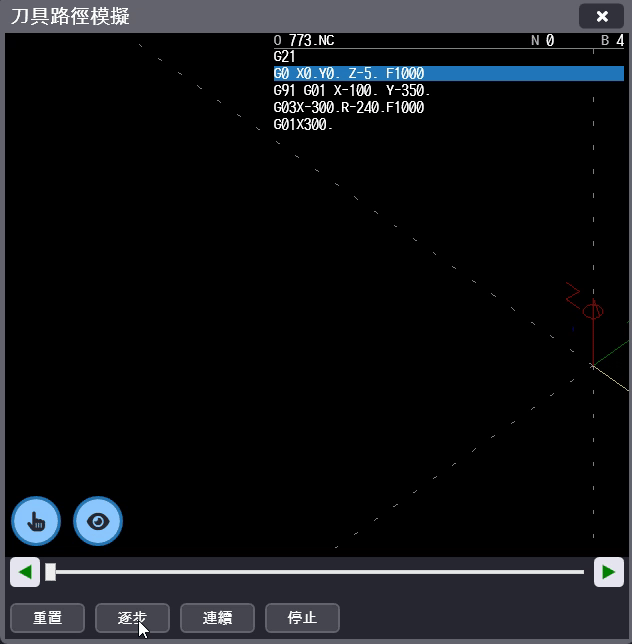 刀具路徑模擬
O 773.NC N 0 B 4
G21
G0 X0.Y0. Z-5. F1000
G91 G01 X-100. Y-350.
G03X-300.R-240.F1000
G01X300.
Z
重置 逐步 連續 停止